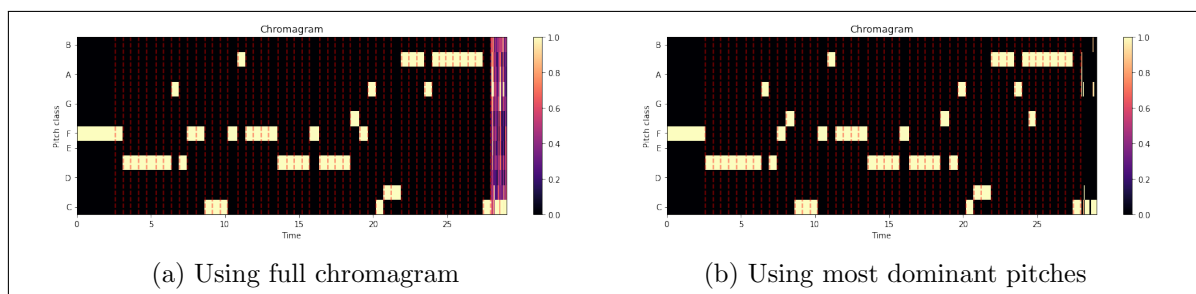 Chromagram
B
A
G
F
E
D
C
Pitch class
0 5 10 15 20 25
Time
1.0
0.8
0.6
0.4
0.2
0.0
(a) Using full chromagram
Chromagram
B
A
G
F
E
D
C
Pitch class
0 5 10 15 20 25
Time
1.0
0.8
0.6
0.4
0.2
0.0
(b) Using most dominant pitches